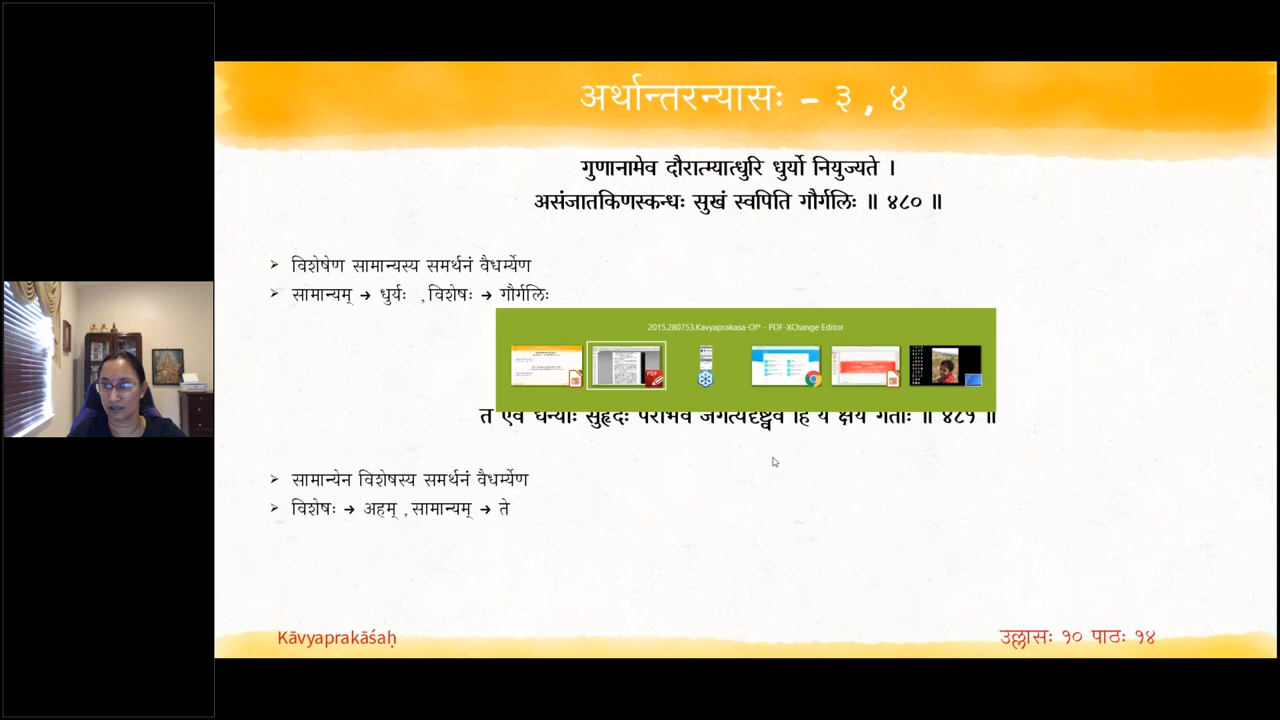 अर्थान्तरन्यासः - ३ , ४
गुणानामेव दौरात्म्याद्धुरि धुर्यो नियुज्यते ।
असंजातकिणस्कन्धः सुखं स्वपिति गौर्गलिः ॥ ४८० ॥
➢ विशेषेण सामान्यस्य समर्थनं वैधर्म्येण
➢ सामान्यम् → धुर्यः , विशेषः → गौर्गलिः
2015.280753.Kavyaprakasa-Of* - PDF-XChange Editor
त एव धन्याः सुहृदः पराभवं जगत्यदृष्ट्वैव हि ये क्षयं गताः ॥ ४८१ ॥
➢ सामान्येन विशेषस्य समर्थनं वैधर्म्येण
➢ विशेषः → अहम् , सामान्यम् → ते
Kāvyaprakāśaḥ
उल्लासः १० पाठः १४